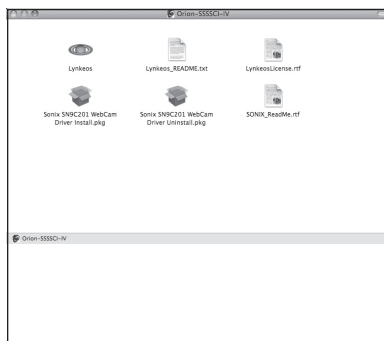 Orion-SSSSCI-IV
Lynkeos
Lynkeos_README.txt
LynkeosLicense.rtf
Sonix SN9C201 WebCam
Driver Install.pkg
Sonix SN9C201 WebCam
Driver Uninstall.pkg
SONIX_ReadMe.rtf
Orion-SSSSCI-IV